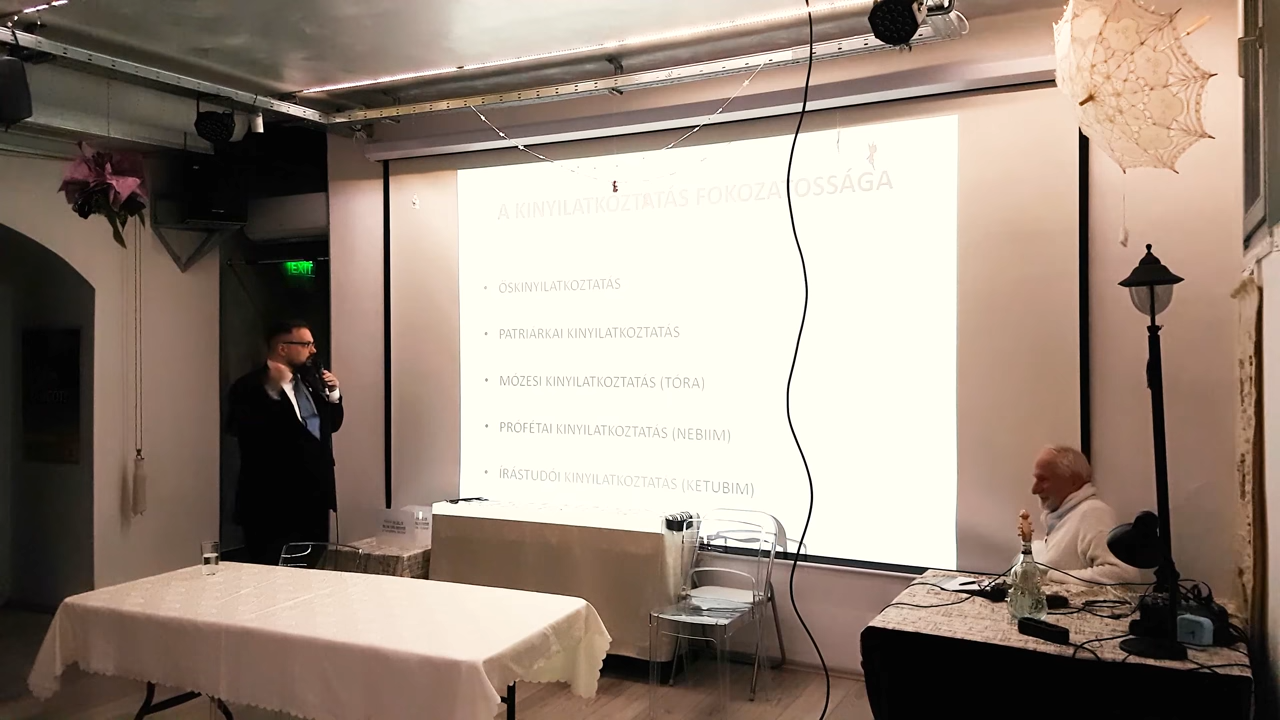 A KINYILATKOZTATÁS FOKOZATOSSÁGA
• ŐSKINYILATKOZTATÁS
• PATRIARKAI KINYILATKOZTATÁS
• MÓZESI KINYILATKOZTATÁS (TÓRA)
• PROFÉTAI KINYILATKOZTATÁS (NEBIIM)
• ÍRÁSTUDÓI KINYILATKOZTATÁS (KETUBIM)
EXIT